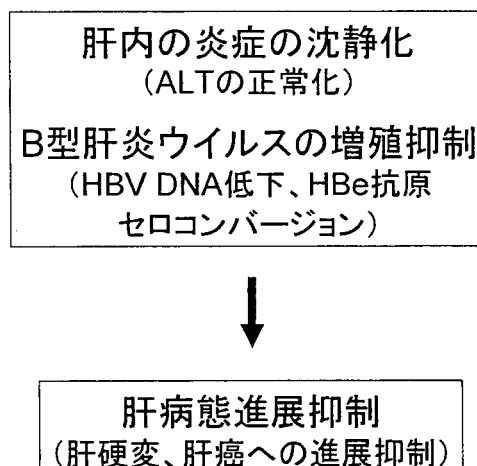 肝内の炎症の沈静化
(ALTの正常化)
B型肝炎ウイルスの増殖抑制
(HBV DNA低下、HBe抗原
セロコンバージョン)
肝病態進展抑制
(肝硬変、肝癌への進展抑制)